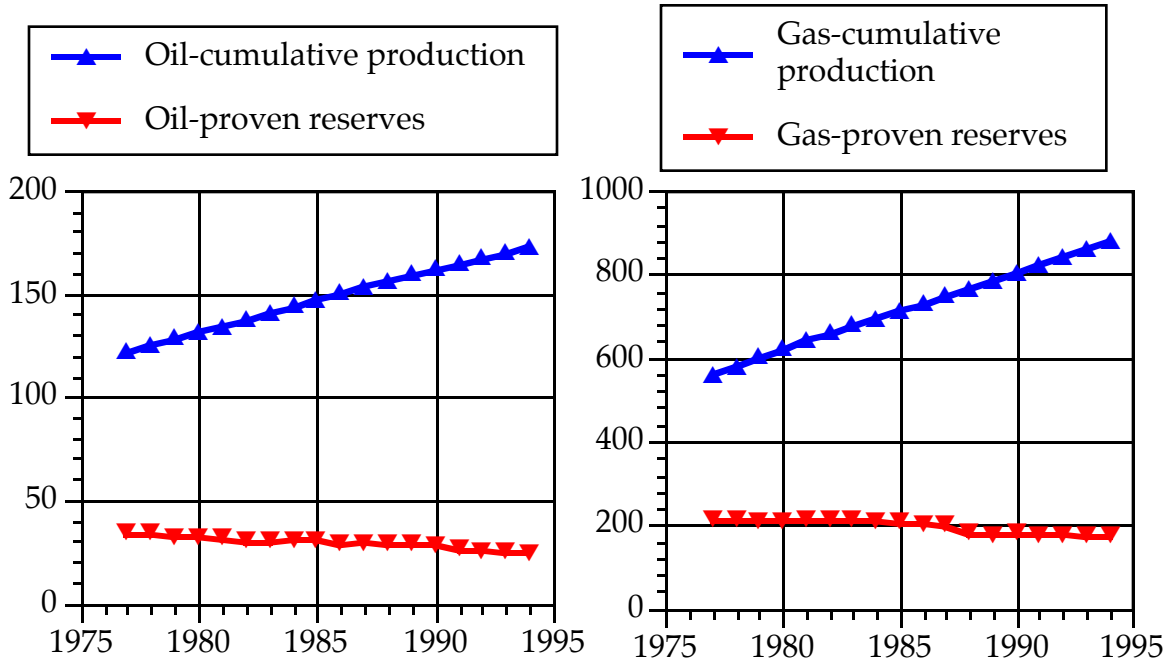 Oil-cumulative production
Oil-proven reserves
200
150
100
50
0
1975 1980 1985 1990 1995
Gas-cumulative
production
Gas-proven reserves
1000
800
600
400
200
0
1975 1980 1985 1990 1995